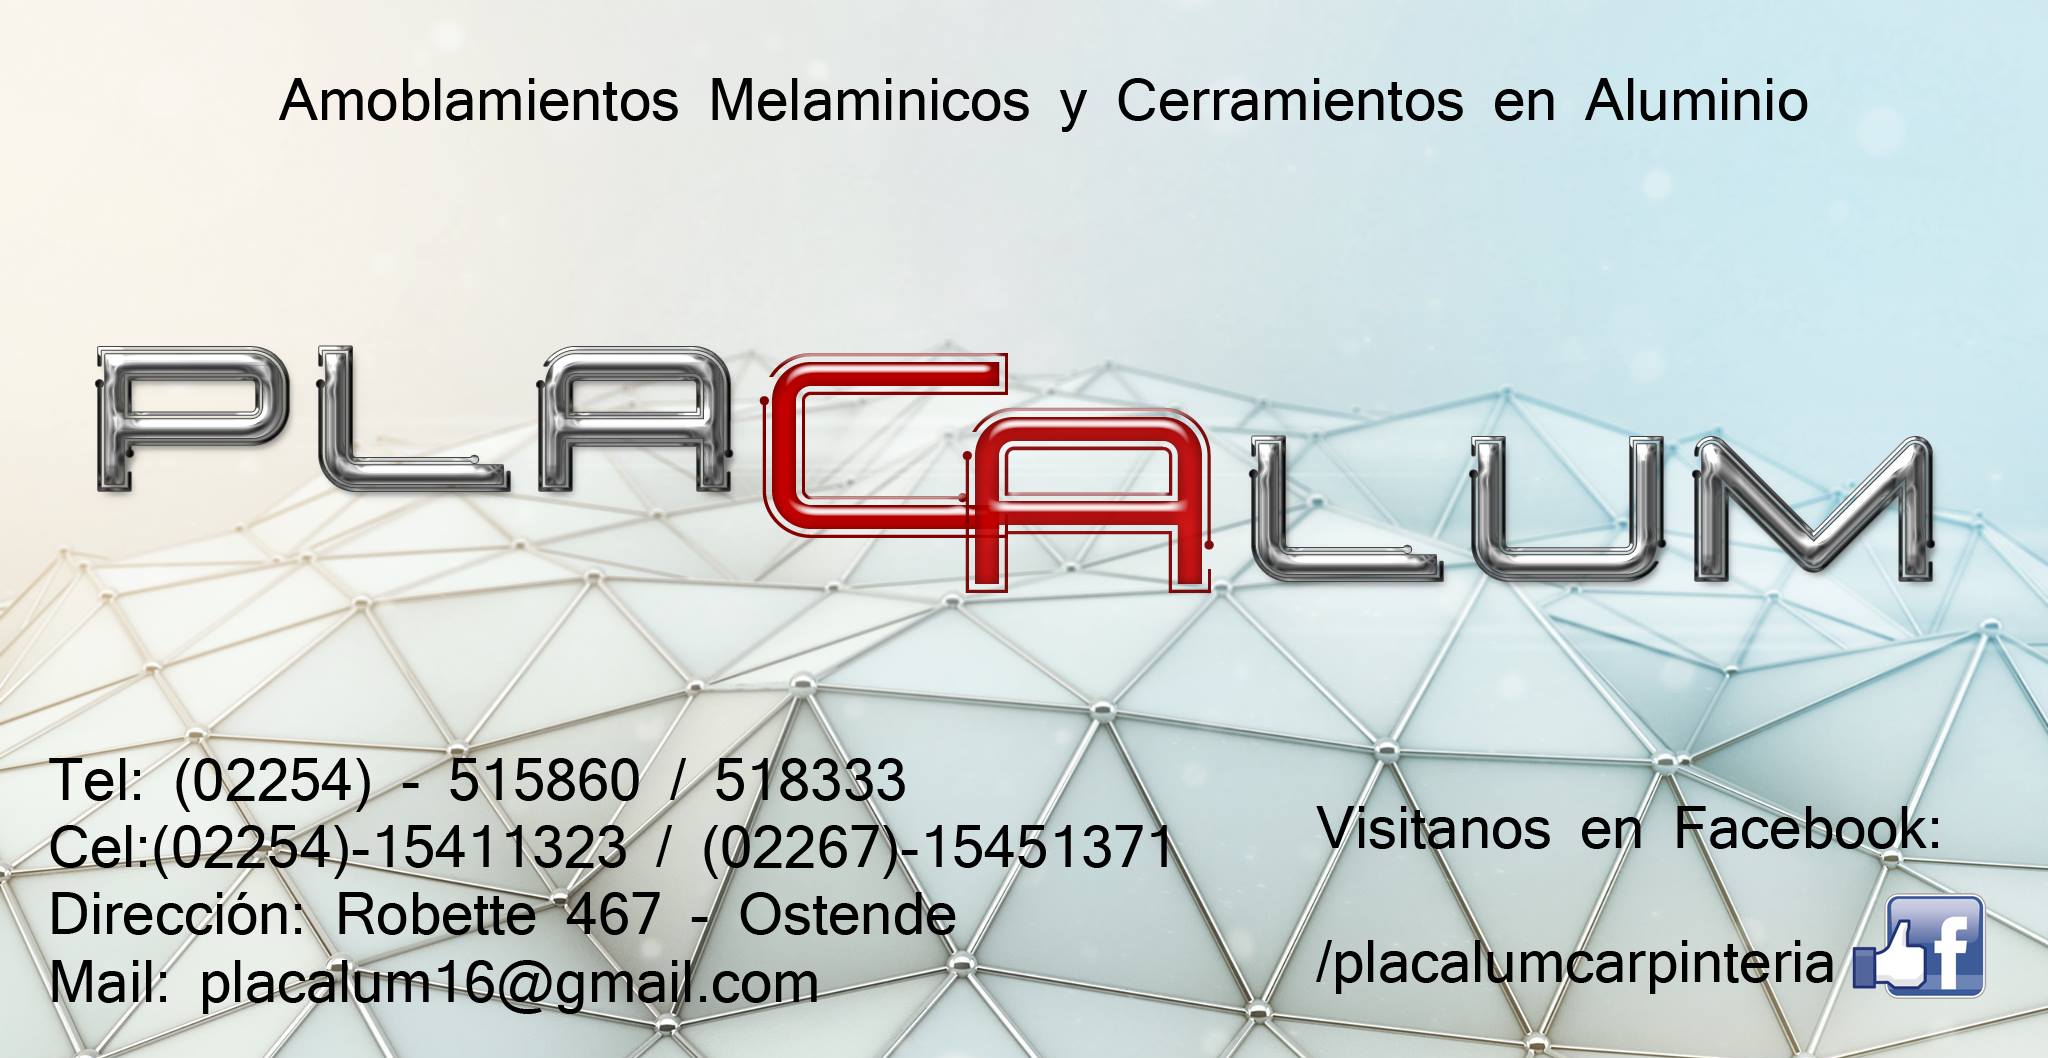 Amoblamientos Melaminicos y Cerramientos en Aluminio
PLACALUM
Tel: (02254) - 515860 / 518333
Cel:(02254)-15411323 / (02267)-15451371
Dirección: Robette 467 - Ostende
Mail: placalum16@gmail.com
Visitanos en Facebook:
/placalumcarpinteria f